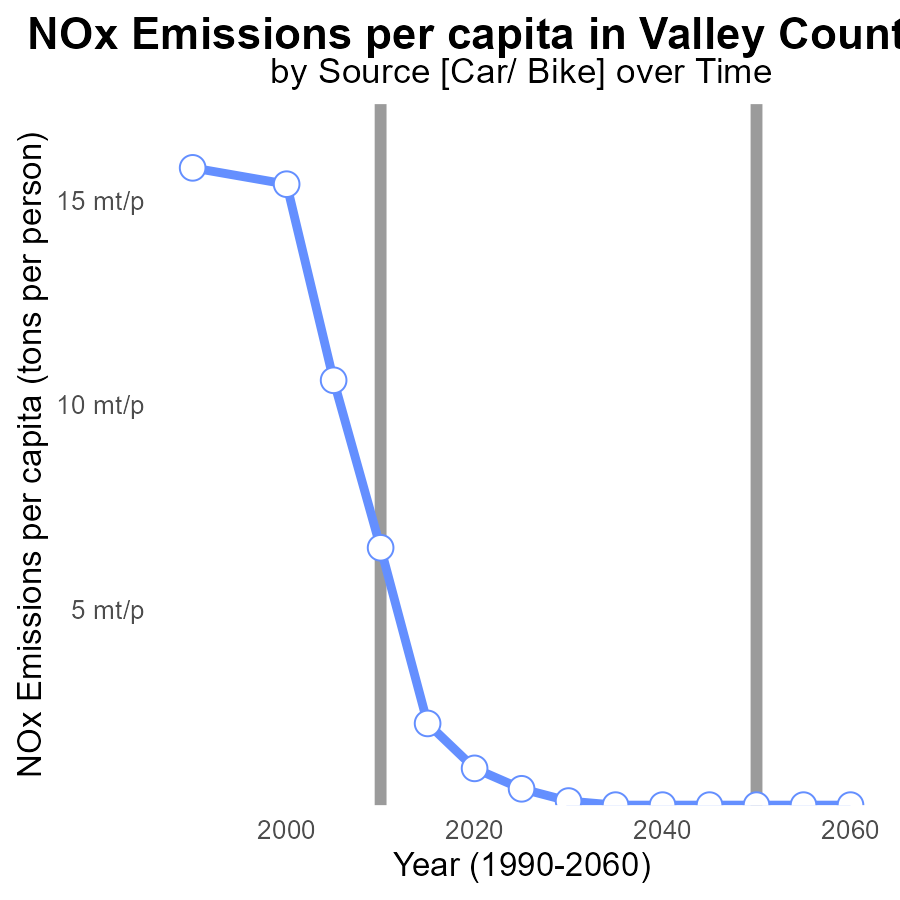 NOx Emissions per capita in Valley Count
by Source [Car/ Bike] over Time
NOx Emissions per capita (tons per person)
15 mt/p
10 mt/p
5 mt/p
2000 2020 2040 2060
Year (1990-2060)